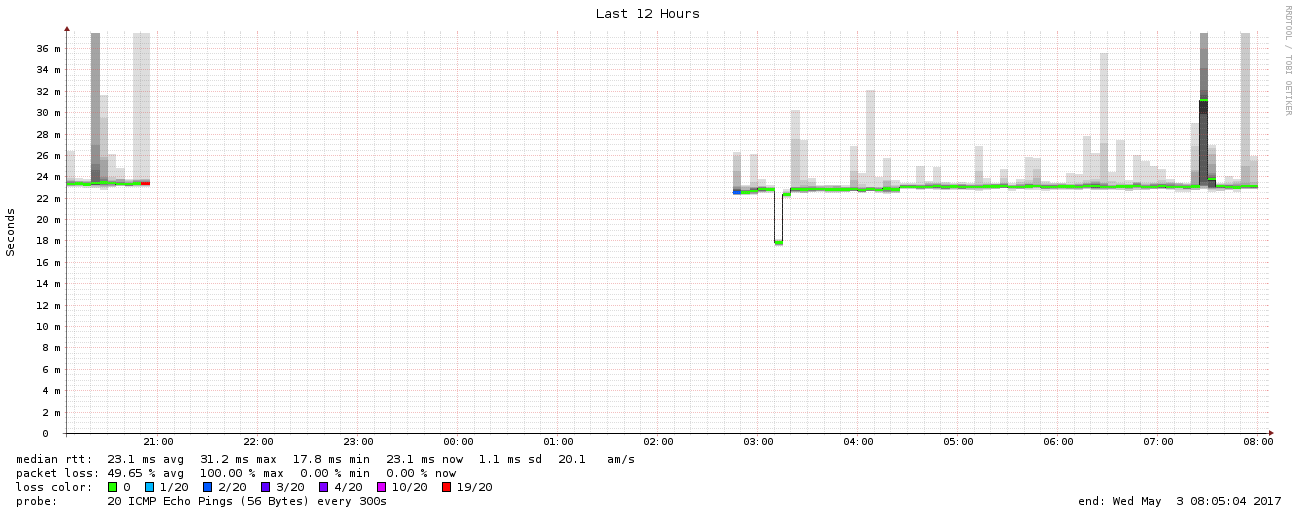 Last 12 Hours
RRDTOOL / TOBI OETIKER
Seconds
36 m
34 m
32 m
30 m
28 m
26 m
24 m
22 m
20 m
18 m
16 m
14 m
12 m
10 m
8 m
6 m
4 m
2 m
0
21:00 22:00 23:00 00:00 01:00 02:00 03:00 04:00 05:00 06:00 07:00 08:00
median rtt: 23.1 ms avg 31.2 ms max 17.8 ms min 23.1 ms now 1.1 ms sd 20.1 am/s
packet loss: 49.65 % avg 100.00 % max 0.00 % min 0.00 % now
loss color: 0 1/20 2/20 3/20 4/20 10/20 19/20
probe: 20 ICMP Echo Pings (56 Bytes) every 300s end: Wed May 3 08:05:04 2017